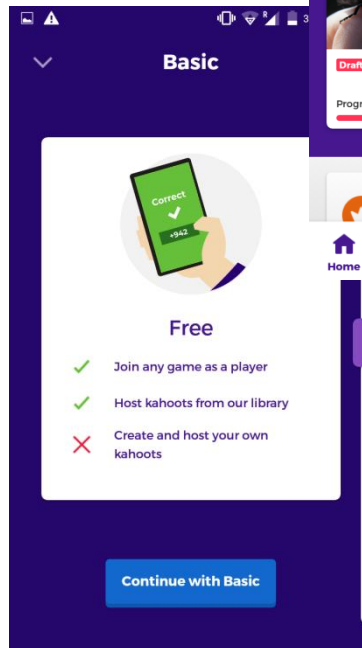 Basic
Correct
+942
Free
Join any game as a player
Host kahoots from our library
Create and host your own
kahoots
Continue with Basic
Home